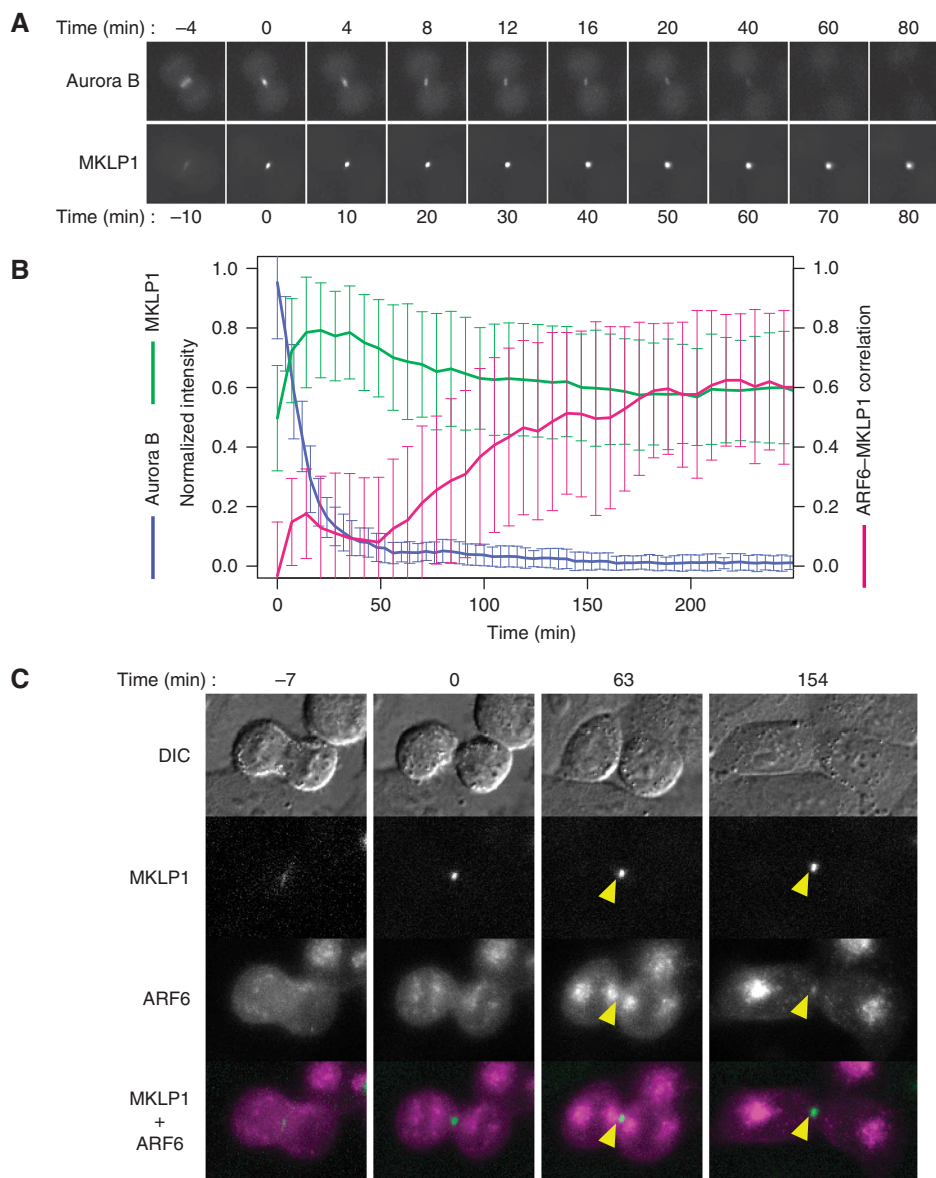 A
Time (min) : –4 0 4 8 12 16 20 40 60 80
Aurora B
MKLP1
Time (min) : –10 0 10 20 30 40 50 60 70 80
B
MKLP1
Aurora B
Normalized intensity
1.0
0.8
0.6
0.4
0.2
0.0
1.0
0.8
0.6
0.4
0.2
0.0
ARF6–MKLP1 correlation
0 50 100 150 200
Time (min)
C
Time (min) : –7 0 63 154
DIC
MKLP1
ARF6
MKLP1
+
ARF6